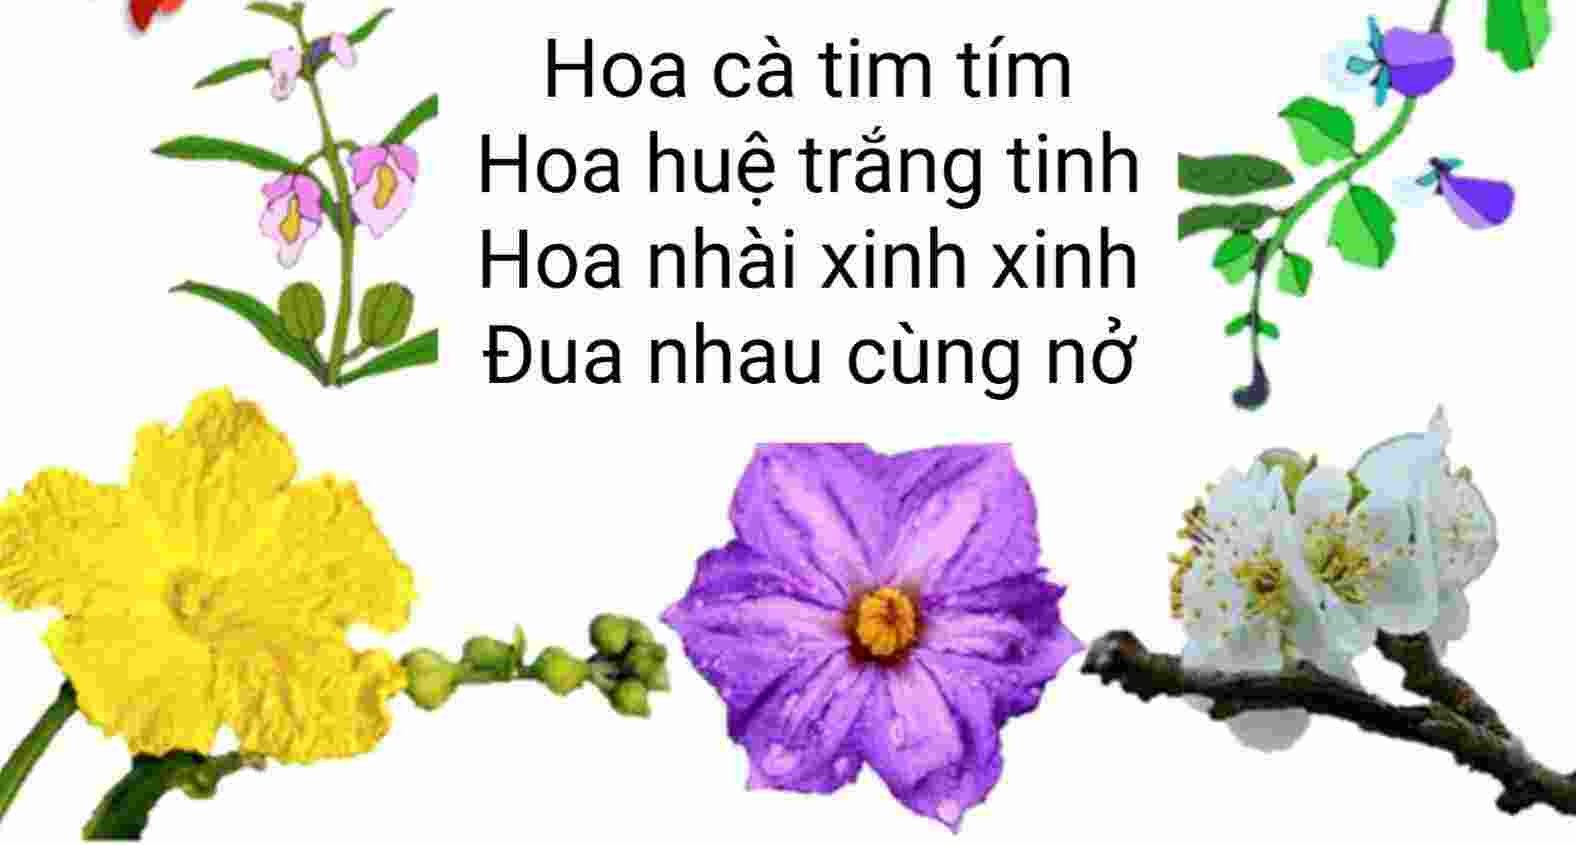 Hoa cà tim tím
Hoa huệ trắng tinh
Hoa nhài xinh xinh
Đua nhau cùng nở